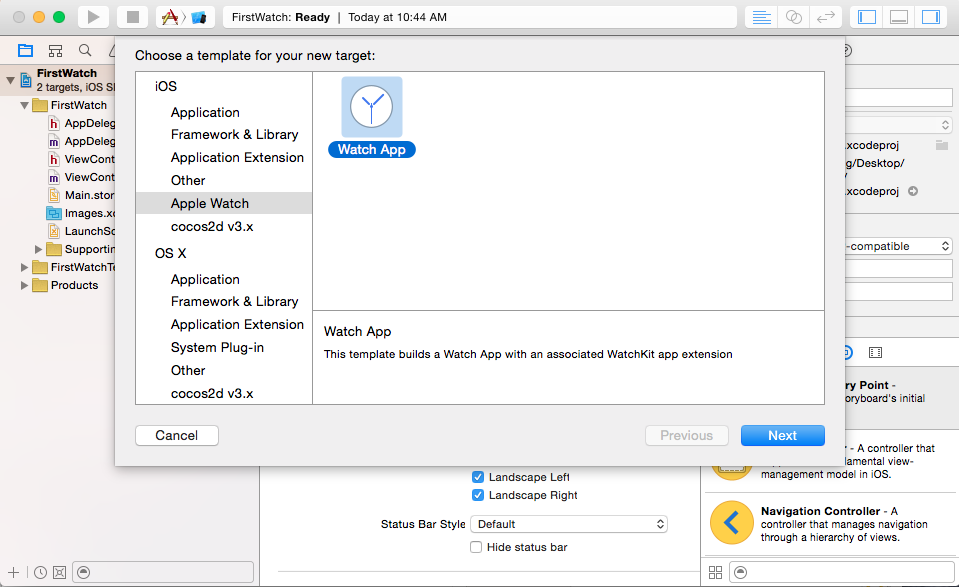 FirstWatch: Ready | Today at 10:44 AM
Choose a template for your new target:
FirstWatch
2 targets, iOS
FirstWatch
AppDeleg
AppDeleg
ViewCont
ViewCont
Main.stor
Images.xc
LaunchSc
Supportin
FirstWatchTe
Products
iOS
Application
Framework & Library
Application Extension
Other
Apple Watch
cocos2d v3.x
OS X
Application
Framework & Library
Application Extension
System Plug-in
Other
cocos2d v3.x
Watch App
Watch App
This template builds a Watch App with an associated WatchKit app extension
Cancel
Previous
Next
.xcodeproj
g/Desktop/
.xcodeproj
-compatible
ry Point -
oryboard's initial
- A controller that
damental view-
management model in iOS.
Navigation Controller - A
controller that manages navigation
through a hierarchy of views.
Landscape Left
Landscape Right
Status Bar Style
Default
Hide status bar